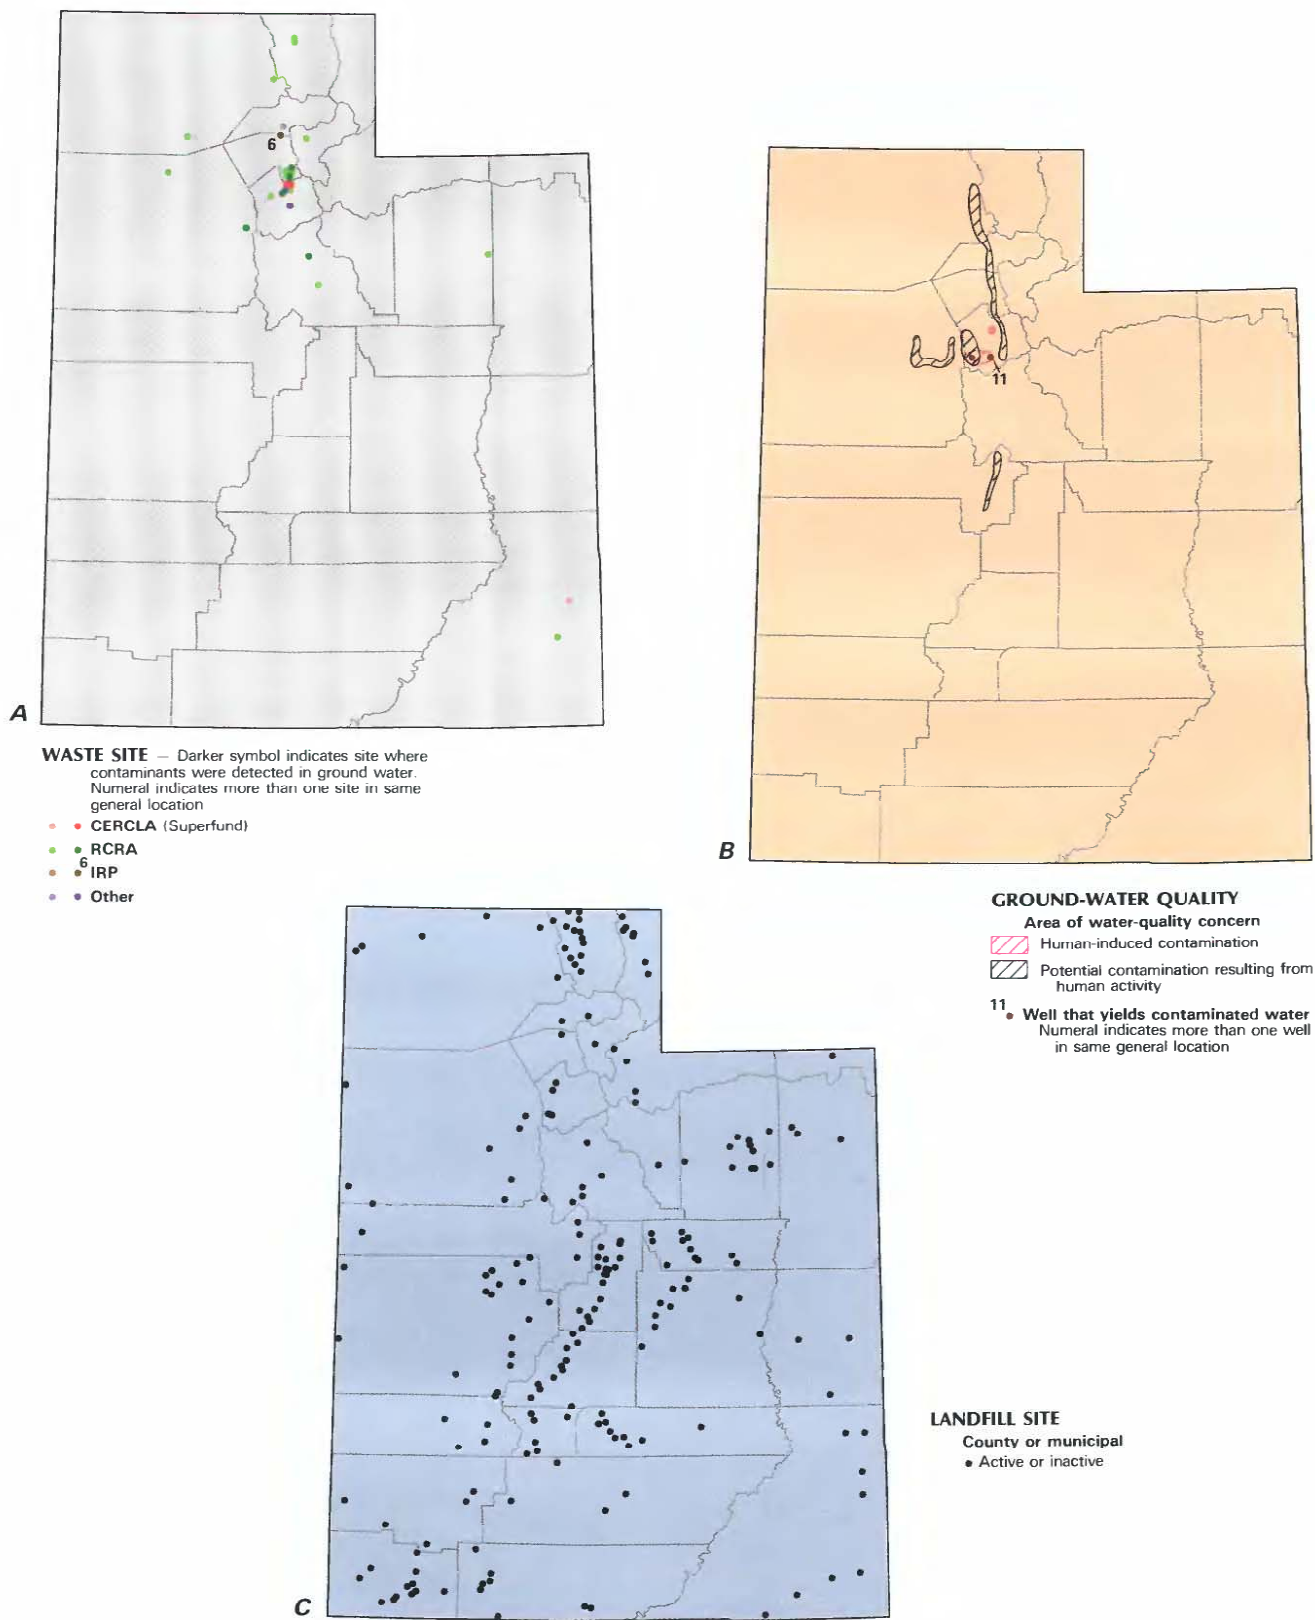 6
A
WASTE SITE — Darker symbol indicates site where
contaminants were detected in ground water.
Numeral indicates more than one site in same
general location
CERCLA (Superfund)
RCRA
6 IRP
Other
11
B
GROUND-WATER QUALITY
Area of water-quality concern
Human-induced contamination
Potential contamination resulting from
human activity
11 Well that yields contaminated water
Numeral indicates more than one well
in same general location
LANDFILL SITE
County or municipal
Active or inactive
C